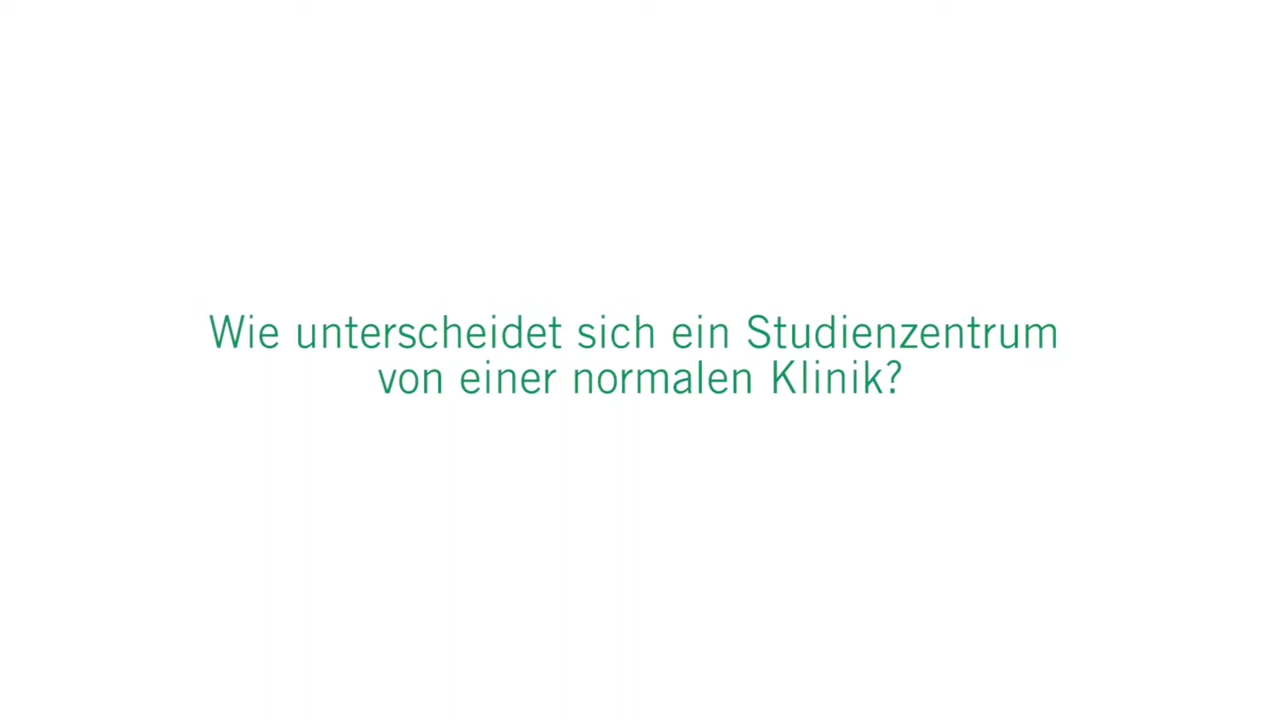 Wie unterscheidet sich ein Studienzentrum
von einer normalen Klinik?